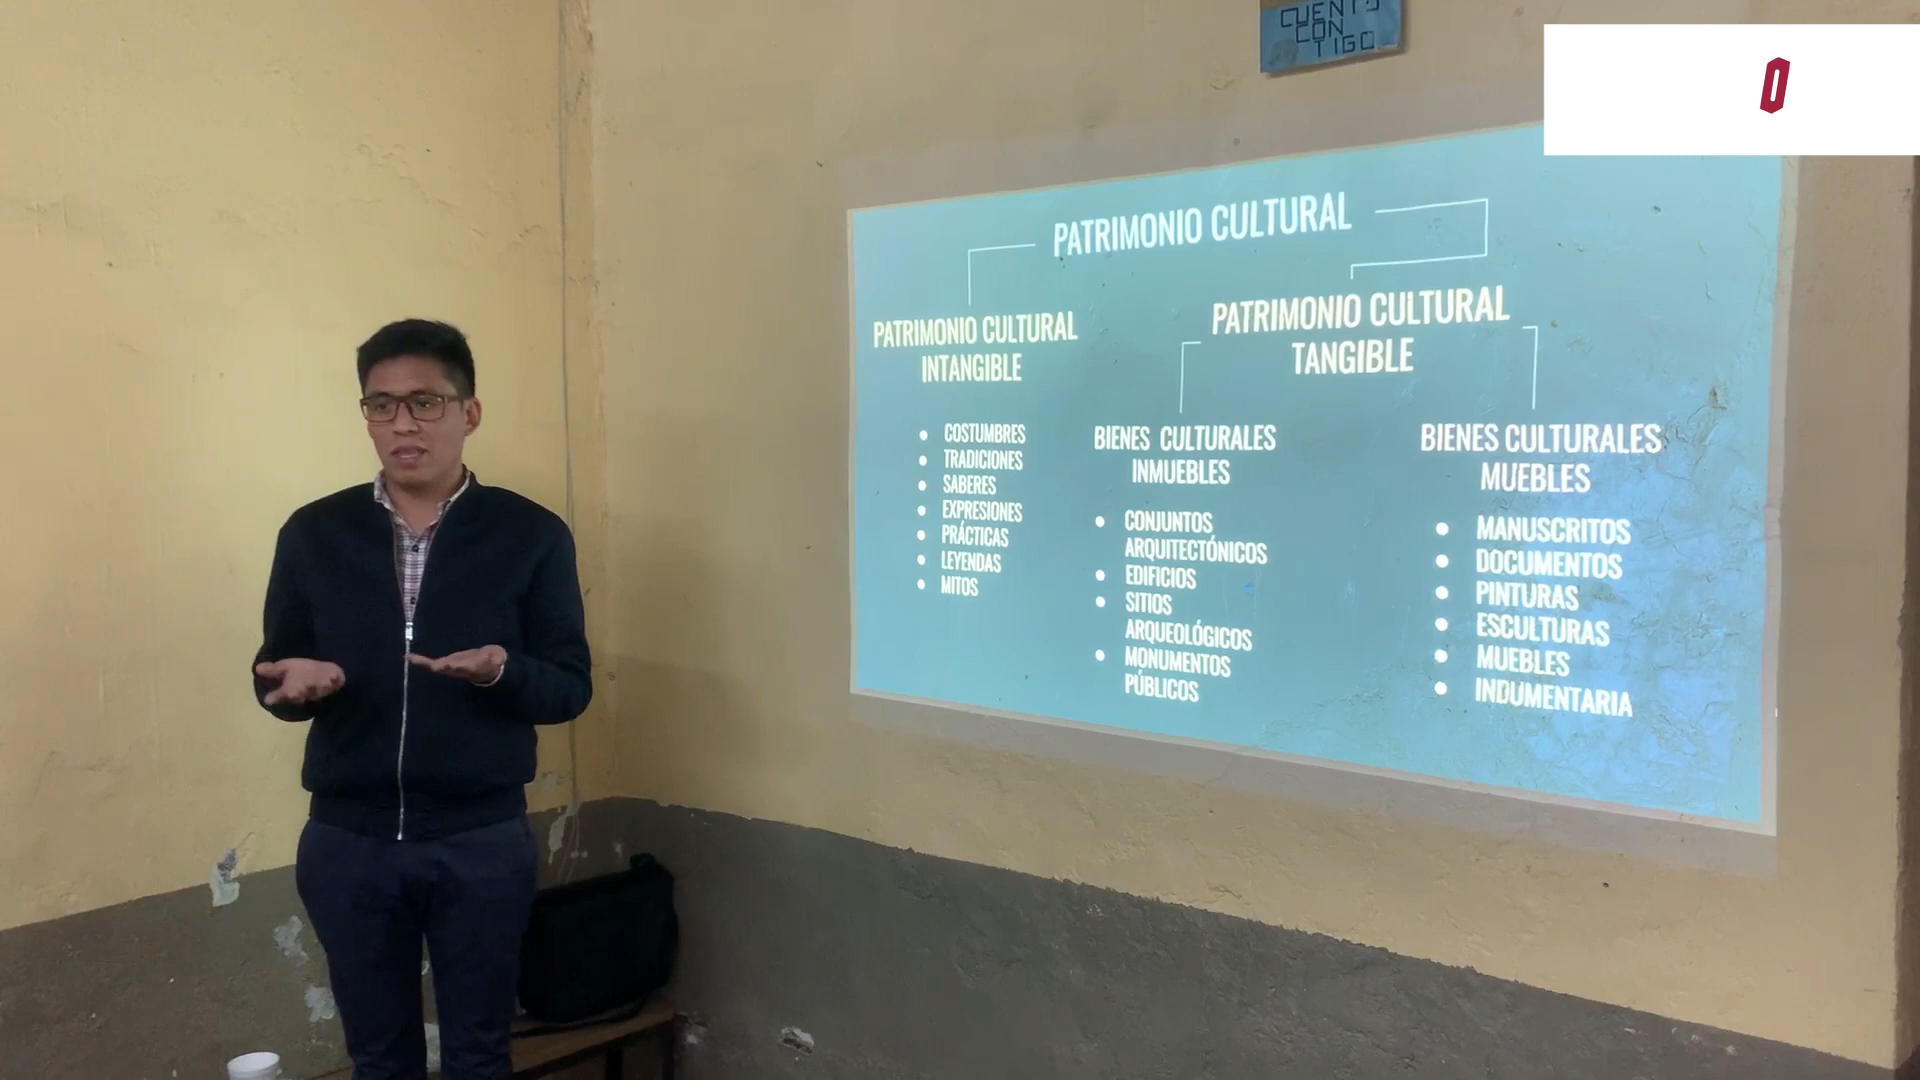 CUENTO
CON
TIGO
0
PATRIMONIO CULTURAL
PATRIMONIO CULTURAL
INTANGIBLE
COSTUMBRES
TRADICIONES
SABERES
EXPRESIONES
PRÁCTICAS
LEYENDAS
MITOS
PATRIMONIO CULTURAL
TANGIBLE
BIENES CULTURALES
INMUEBLES
CONJUNTOS
ARQUITECTÓNICOS
EDIFICIOS
SITIOS
ARQUEOLÓGICOS
MONUMENTOS
PÚBLICOS
BIENES CULTURALES
MUEBLES
MANUSCRITOS
DOCUMENTOS
PINTURAS
ESCULTURAS
MUEBLES
INDUMENTARIA